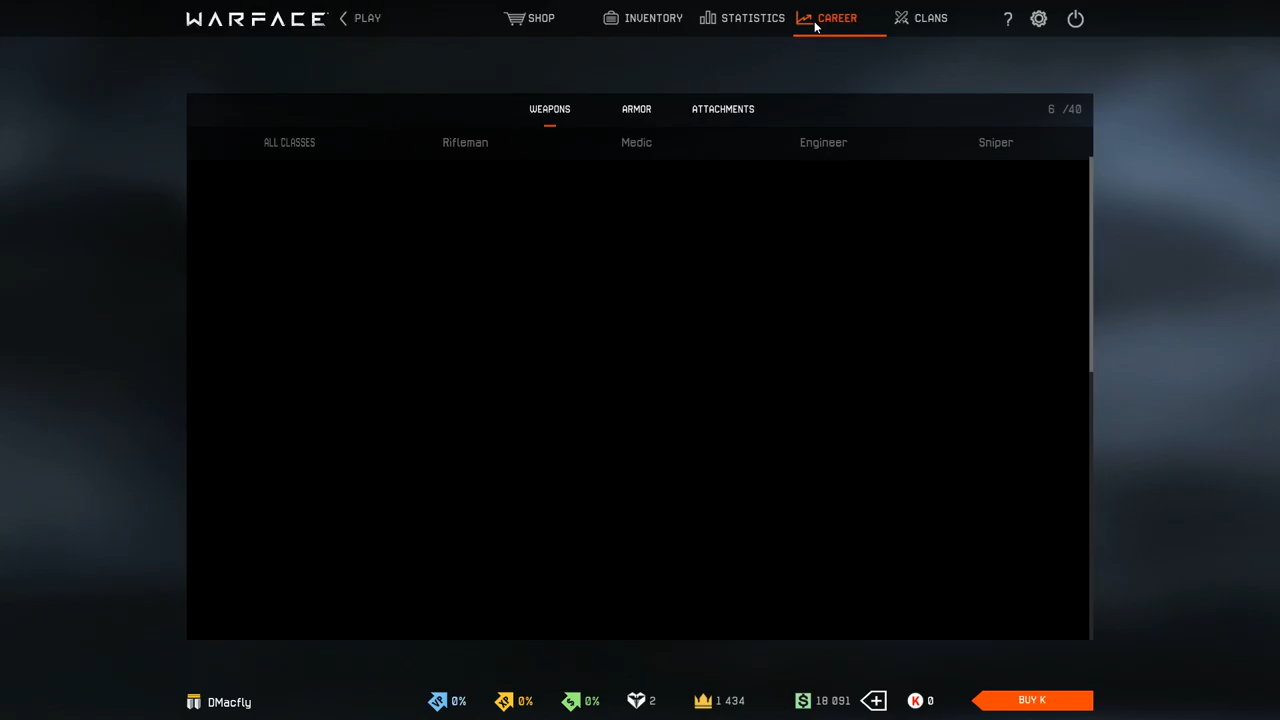 WARFACE PLAY SHOP INVENTORY STATISTICS CAREER CLANS ?
WEAPONS ARMOR ATTACHMENTS 6 /40
ALL CLASSES Rifleman Medic Engineer Sniper
DMacfly 0% 0% 0% 2 1 434 $ 18 091 K 0 BUY K